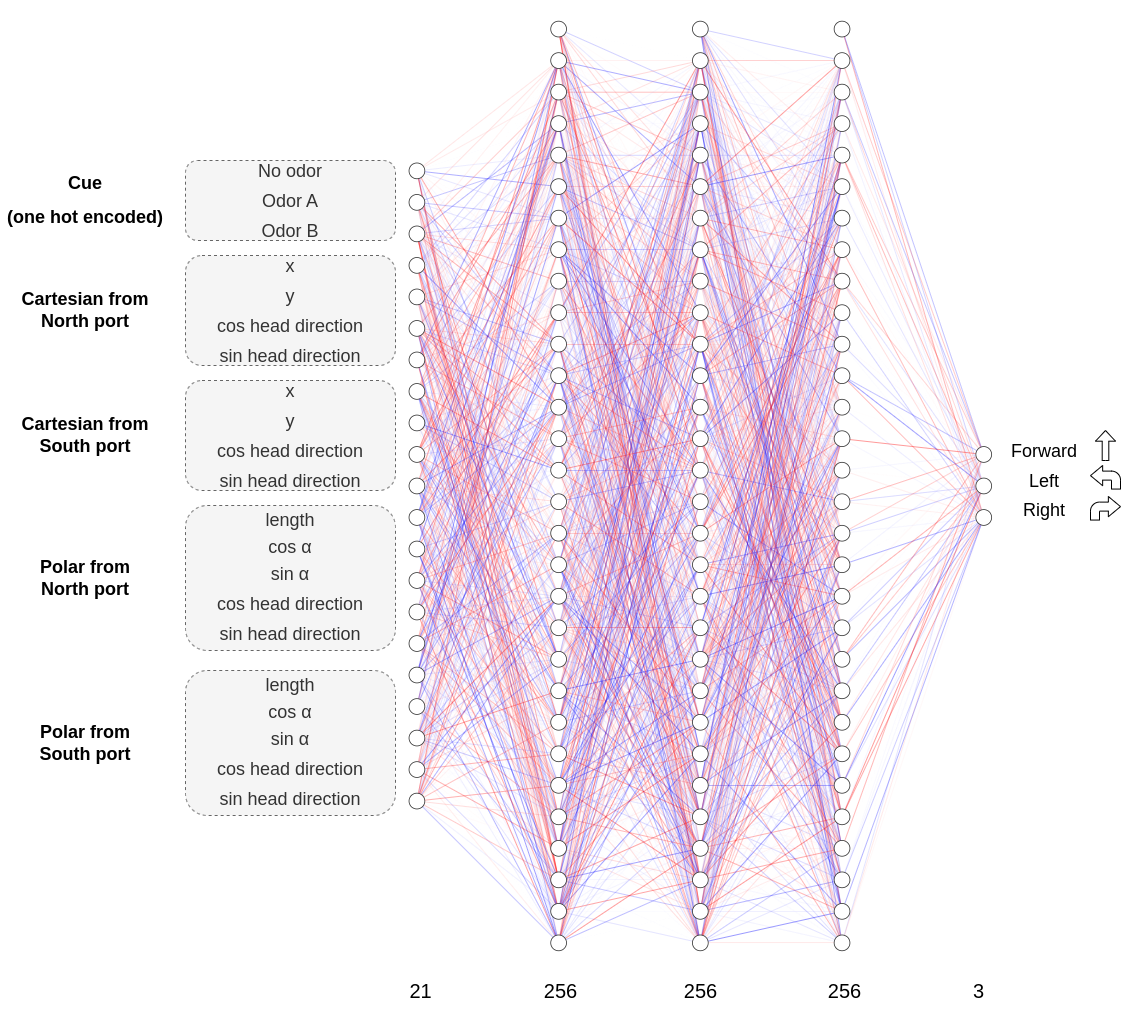 Cue
(one hot encoded)
No odor
Odor A
Odor B
Cartesian from
North port
x
y
cos head direction
sin head direction
Cartesian from
South port
x
y
cos head direction
sin head direction
Polar from
North port
length
cos α
sin α
cos head direction
sin head direction
Polar from
South port
length
cos α
sin α
cos head direction
sin head direction
Forward
Left
Right
21 256 256 256 3